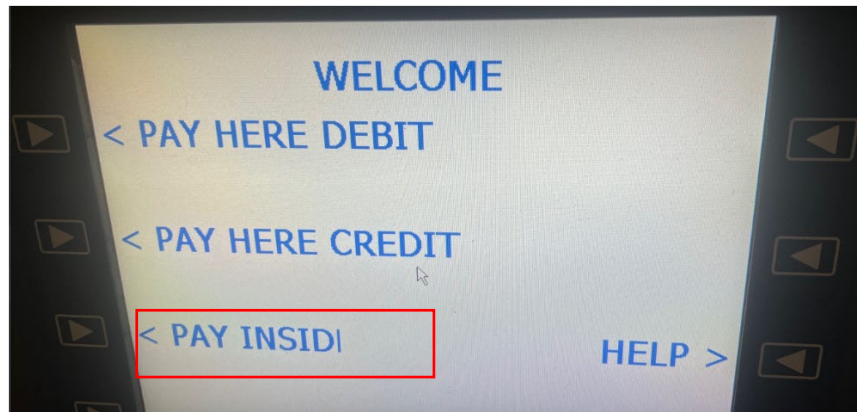 WELCOME
< PAY HERE DEBIT
< PAY HERE CREDIT
< PAY INSID
HELP >